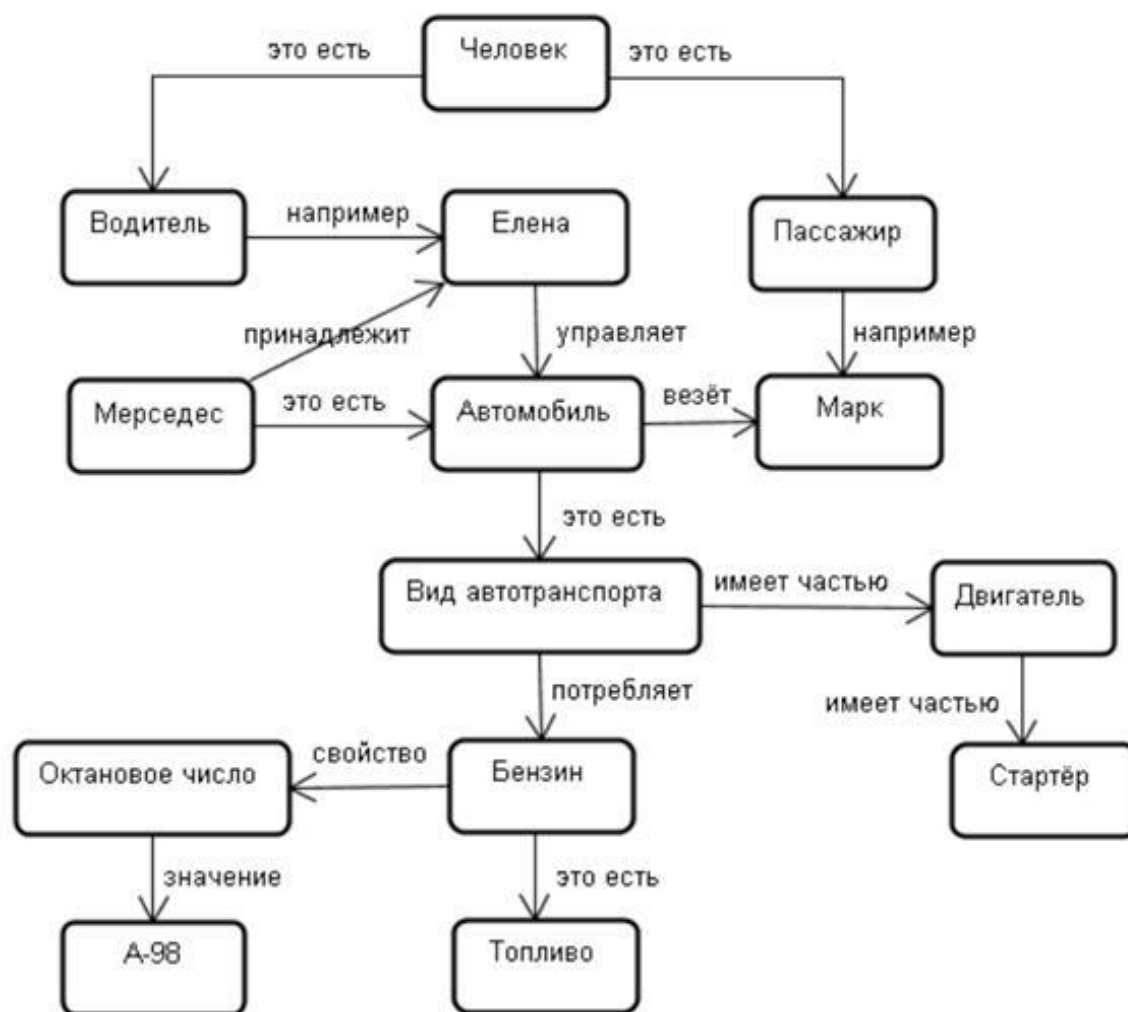 это есть
Человек
это есть
Водитель
например
Елена
Пассажир
принадлежит
управляет
например
Мерседес
это есть
Автомобиль
везёт
Марк
это есть
Вид автотранспорта
имеет частью
Двигатель
потребляет
имеет частью
Октановое число
свойство
Бензин
Стартёр
значение
это есть
А-98
Топливо